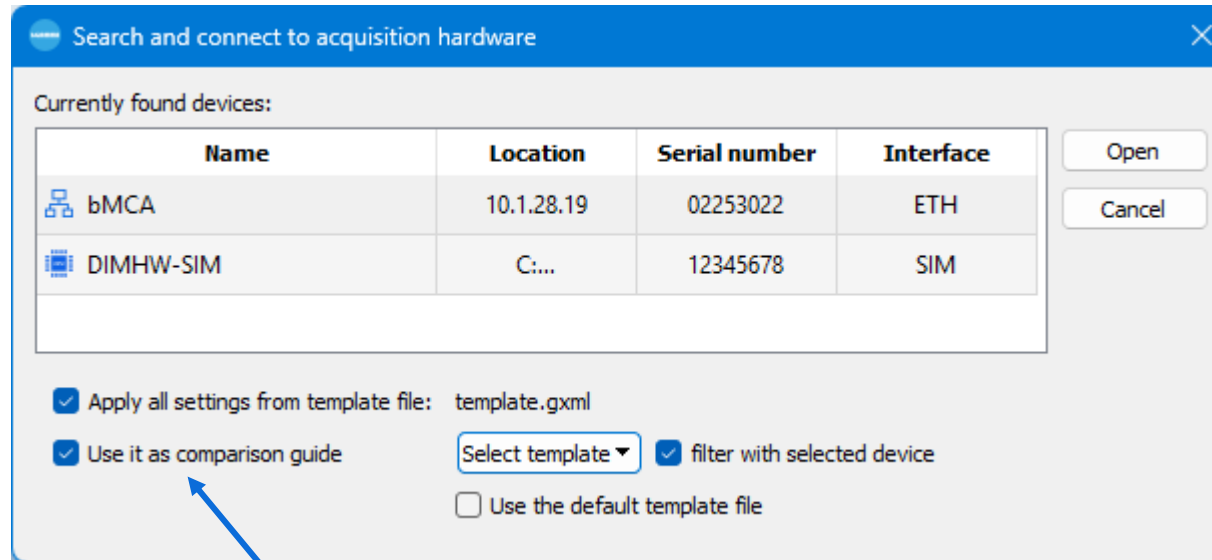 Search and connect to acquisition hardware
Currently found devices:
Name Location Serial number Interface
Open
bMCA 10.1.28.19 02253022 ETH
Cancel
DIMHW-SIM C:... 12345678 SIM
Apply all settings from template file: template.gxml
Use it as comparison guide Select template filter with selected device
Use the default template file